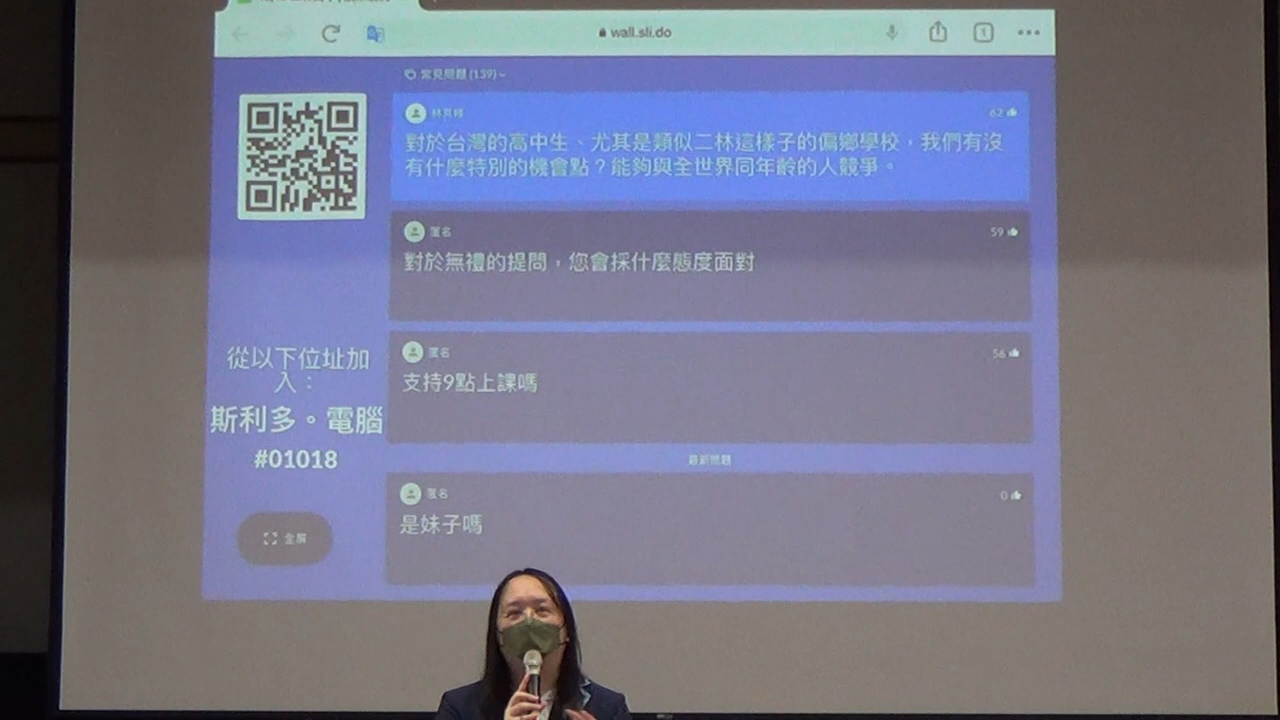 wall.sli.do
常見問題 (139)
62
對於台灣的高中生、尤其是類似二林這樣子的偏鄉學校，我們有沒
有什麼特別的機會點？能夠與全世界同年齡的人競爭。
匿名
59
對於無禮的提問，您會採什麼態度面對
匿名
56
支持9點上課嗎
最新問題
匿名
0
是妹子嗎
從以下位址加
入：
斯利多。電腦
#01018
全屏